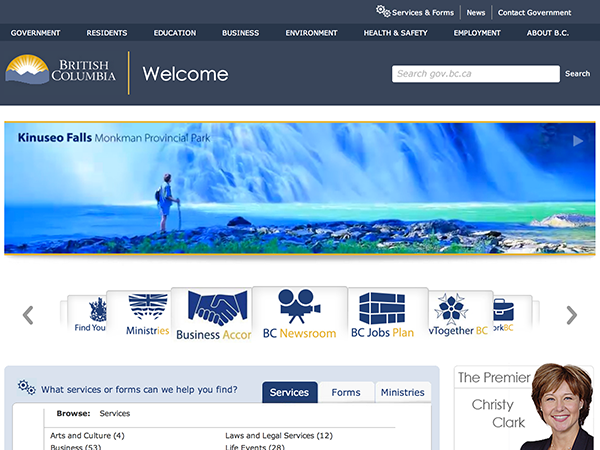 Services & Forms News Contact Government
GOVERNMENT RESIDENTS EDUCATION BUSINESS ENVIRONMENT HEALTH & SAFETY EMPLOYMENT ABOUT B.C.
BRITISH COLUMBIA Welcome Search gov.bc.ca Search
Kinuseo Falls Monkman Provincial Park
Find You Ministries Business Accor BC Newsroom BC Jobs Plan vTogether BC orkBC
What services or forms can we help you find? Services Forms Ministries
The Premier
Christy
Clark
Browse: Services
Arts and Culture (4) Laws and Legal Services (12)
Business (53) Life Events (28)